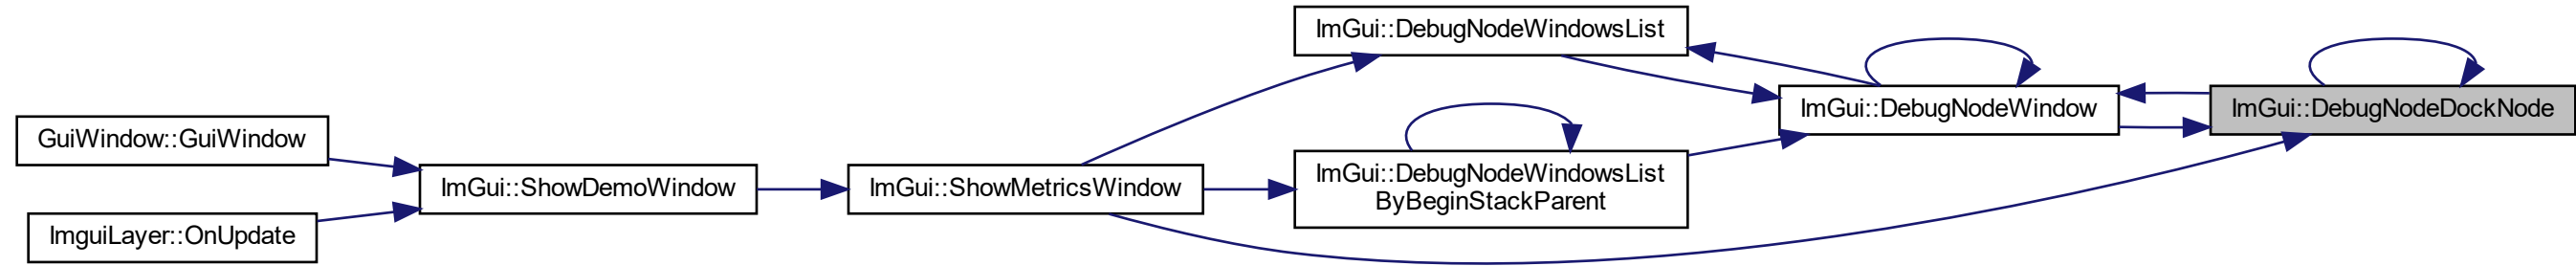 GuiWindow::GuiWindow
ImguiLayer::OnUpdate
ImGui::ShowDemoWindow
ImGui::ShowMetricsWindow
ImGui::DebugNodeWindowsList
ImGui::DebugNodeWindowsList
ByBeginStackParent
ImGui::DebugNodeWindow
ImGui::DebugNodeDockNode